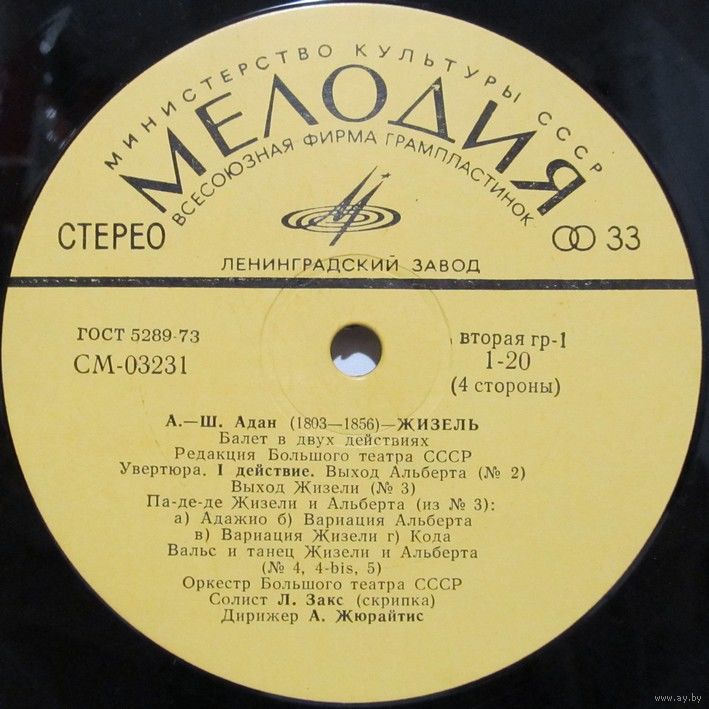 МИНИСТЕРСТВО КУЛЬТУРЫ СССР
МЕЛОДИЯ
ВСЕСОЮЗНАЯ ФИРМА ГРАМПЛАСТИНОК
СТЕРЕО
33
ЛЕНИНГРАДСКИЙ ЗАВОД
ГОСТ 5289-73
вторая гр-1
СМ-03231
1-20
(4 стороны)
А.—Ш. Адан (1803—1856)—ЖИЗЕЛЬ
Балет в двух действиях
Редакция Большого театра СССР
Увертюра. I действие. Выход Альберта (№ 2)
Выход Жизели (№ 3)
Па-де-де Жизели и Альберта (из № 3):
а) Адажио б) Вариация Альберта
в) Вариация Жизели г) Кода
Вальс и танец Жизели и Альберта
(№ 4, 4-bis, 5)
Оркестр Большого театра СССР
Солист Л. Закс (скрипка)
Дирижер А. Жюрайтис
www.ay.by